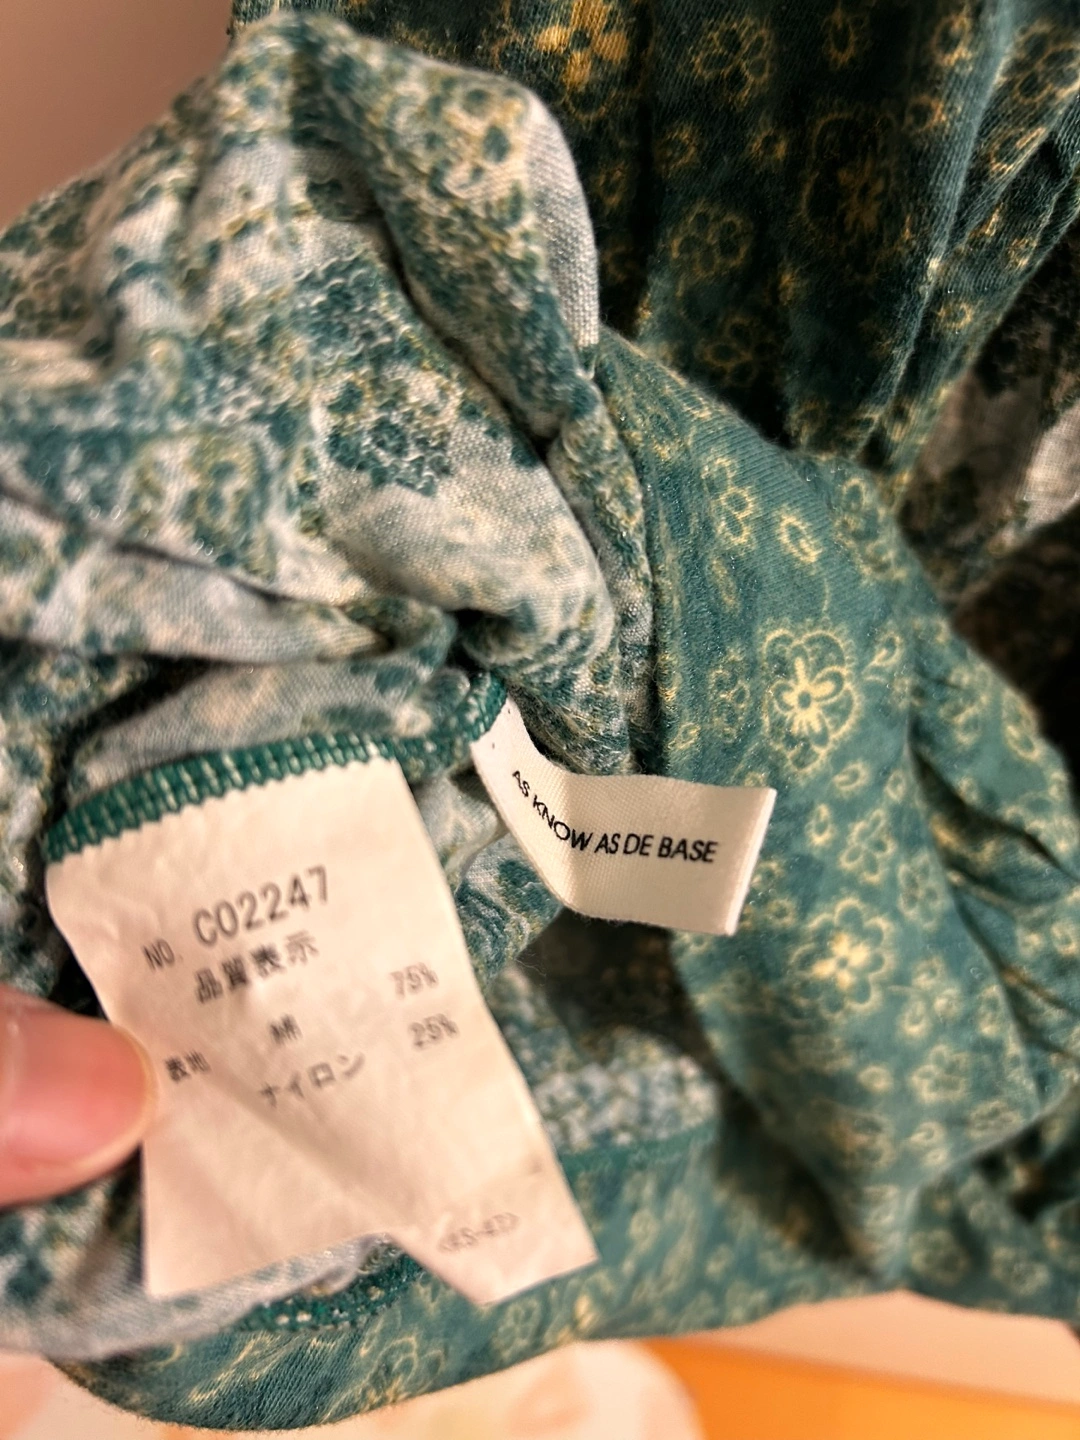 AS KNOW AS DE BASE
NO. C02247
品質表示
表地 綿 75%
ナイロン 25%